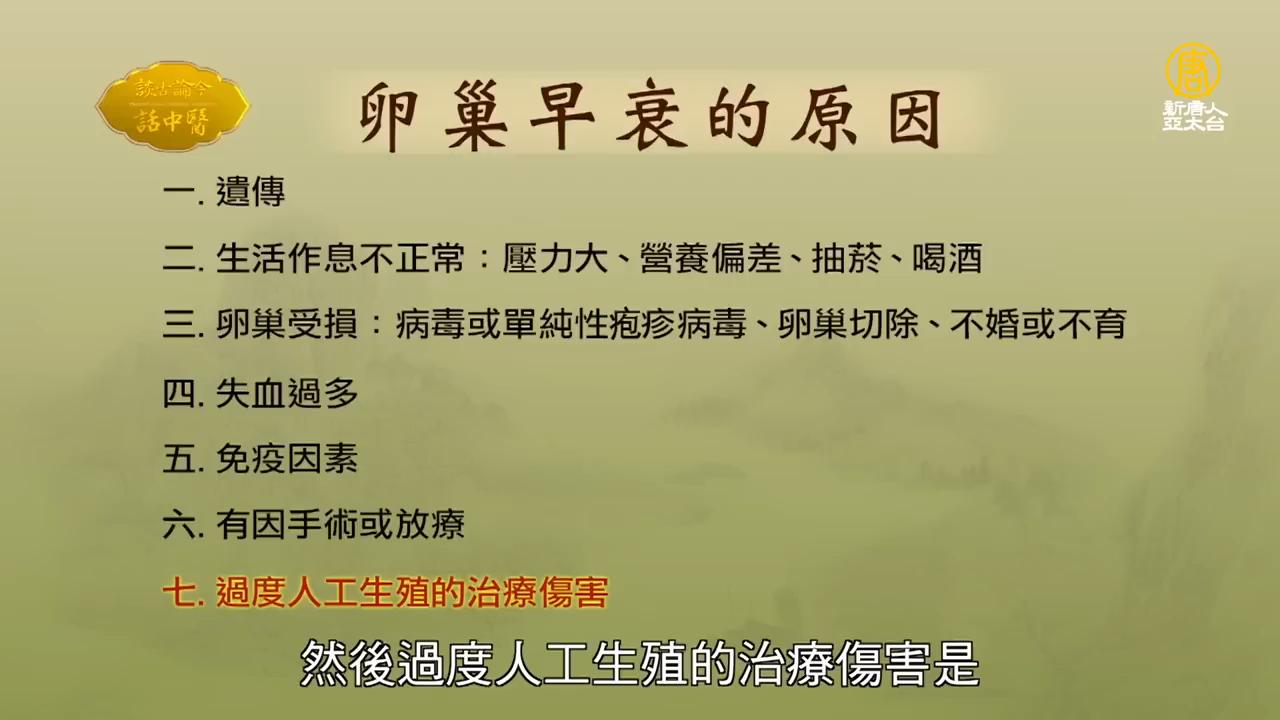 談古論今
話中醫
卵巢早衰的原因
新唐人
亞太台
一. 遺傳
二. 生活作息不正常：壓力大、營養偏差、抽菸、喝酒
三. 卵巢受損：病毒或單純性疱疹病毒、卵巢切除、不婚或不育
四. 失血過多
五. 免疫因素
六. 有因手術或放療
七. 過度人工生殖的治療傷害
然後過度人工生殖的治療傷害是